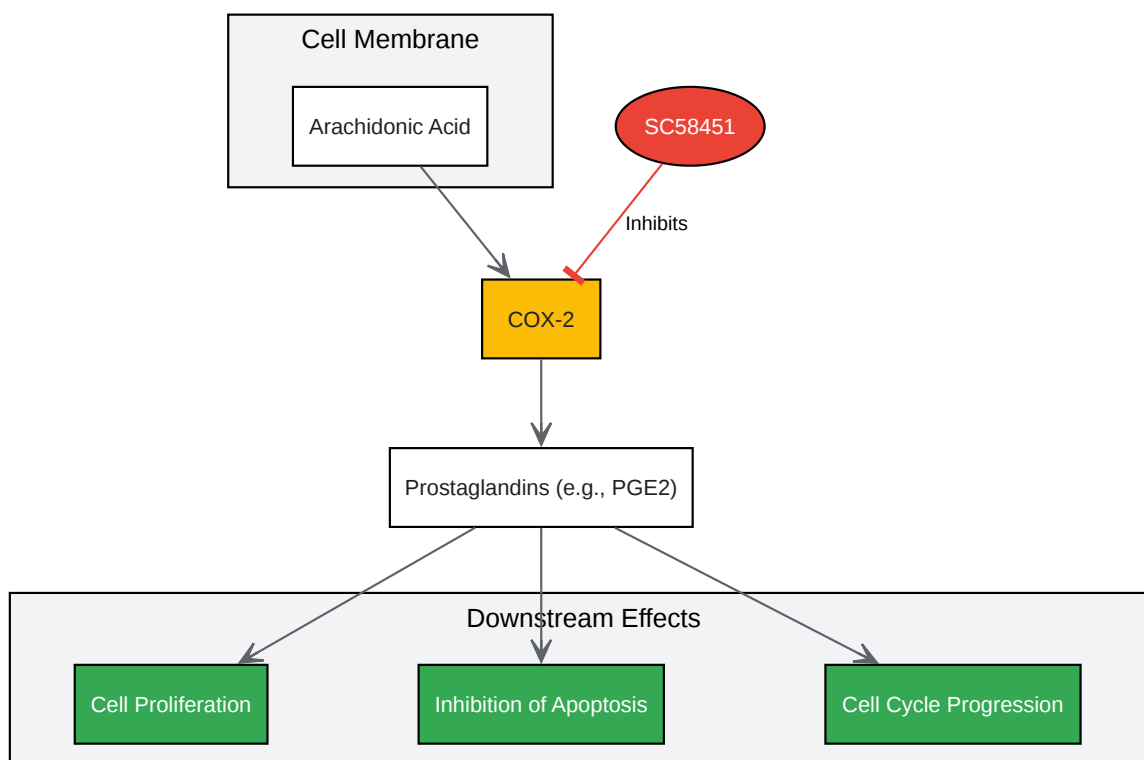 Cell Membrane
Arachidonic Acid
SC58451
Inhibits
COX-2
Prostaglandins (e.g., PGE2)
Downstream Effects
Cell Proliferation
Inhibition of Apoptosis
Cell Cycle Progression